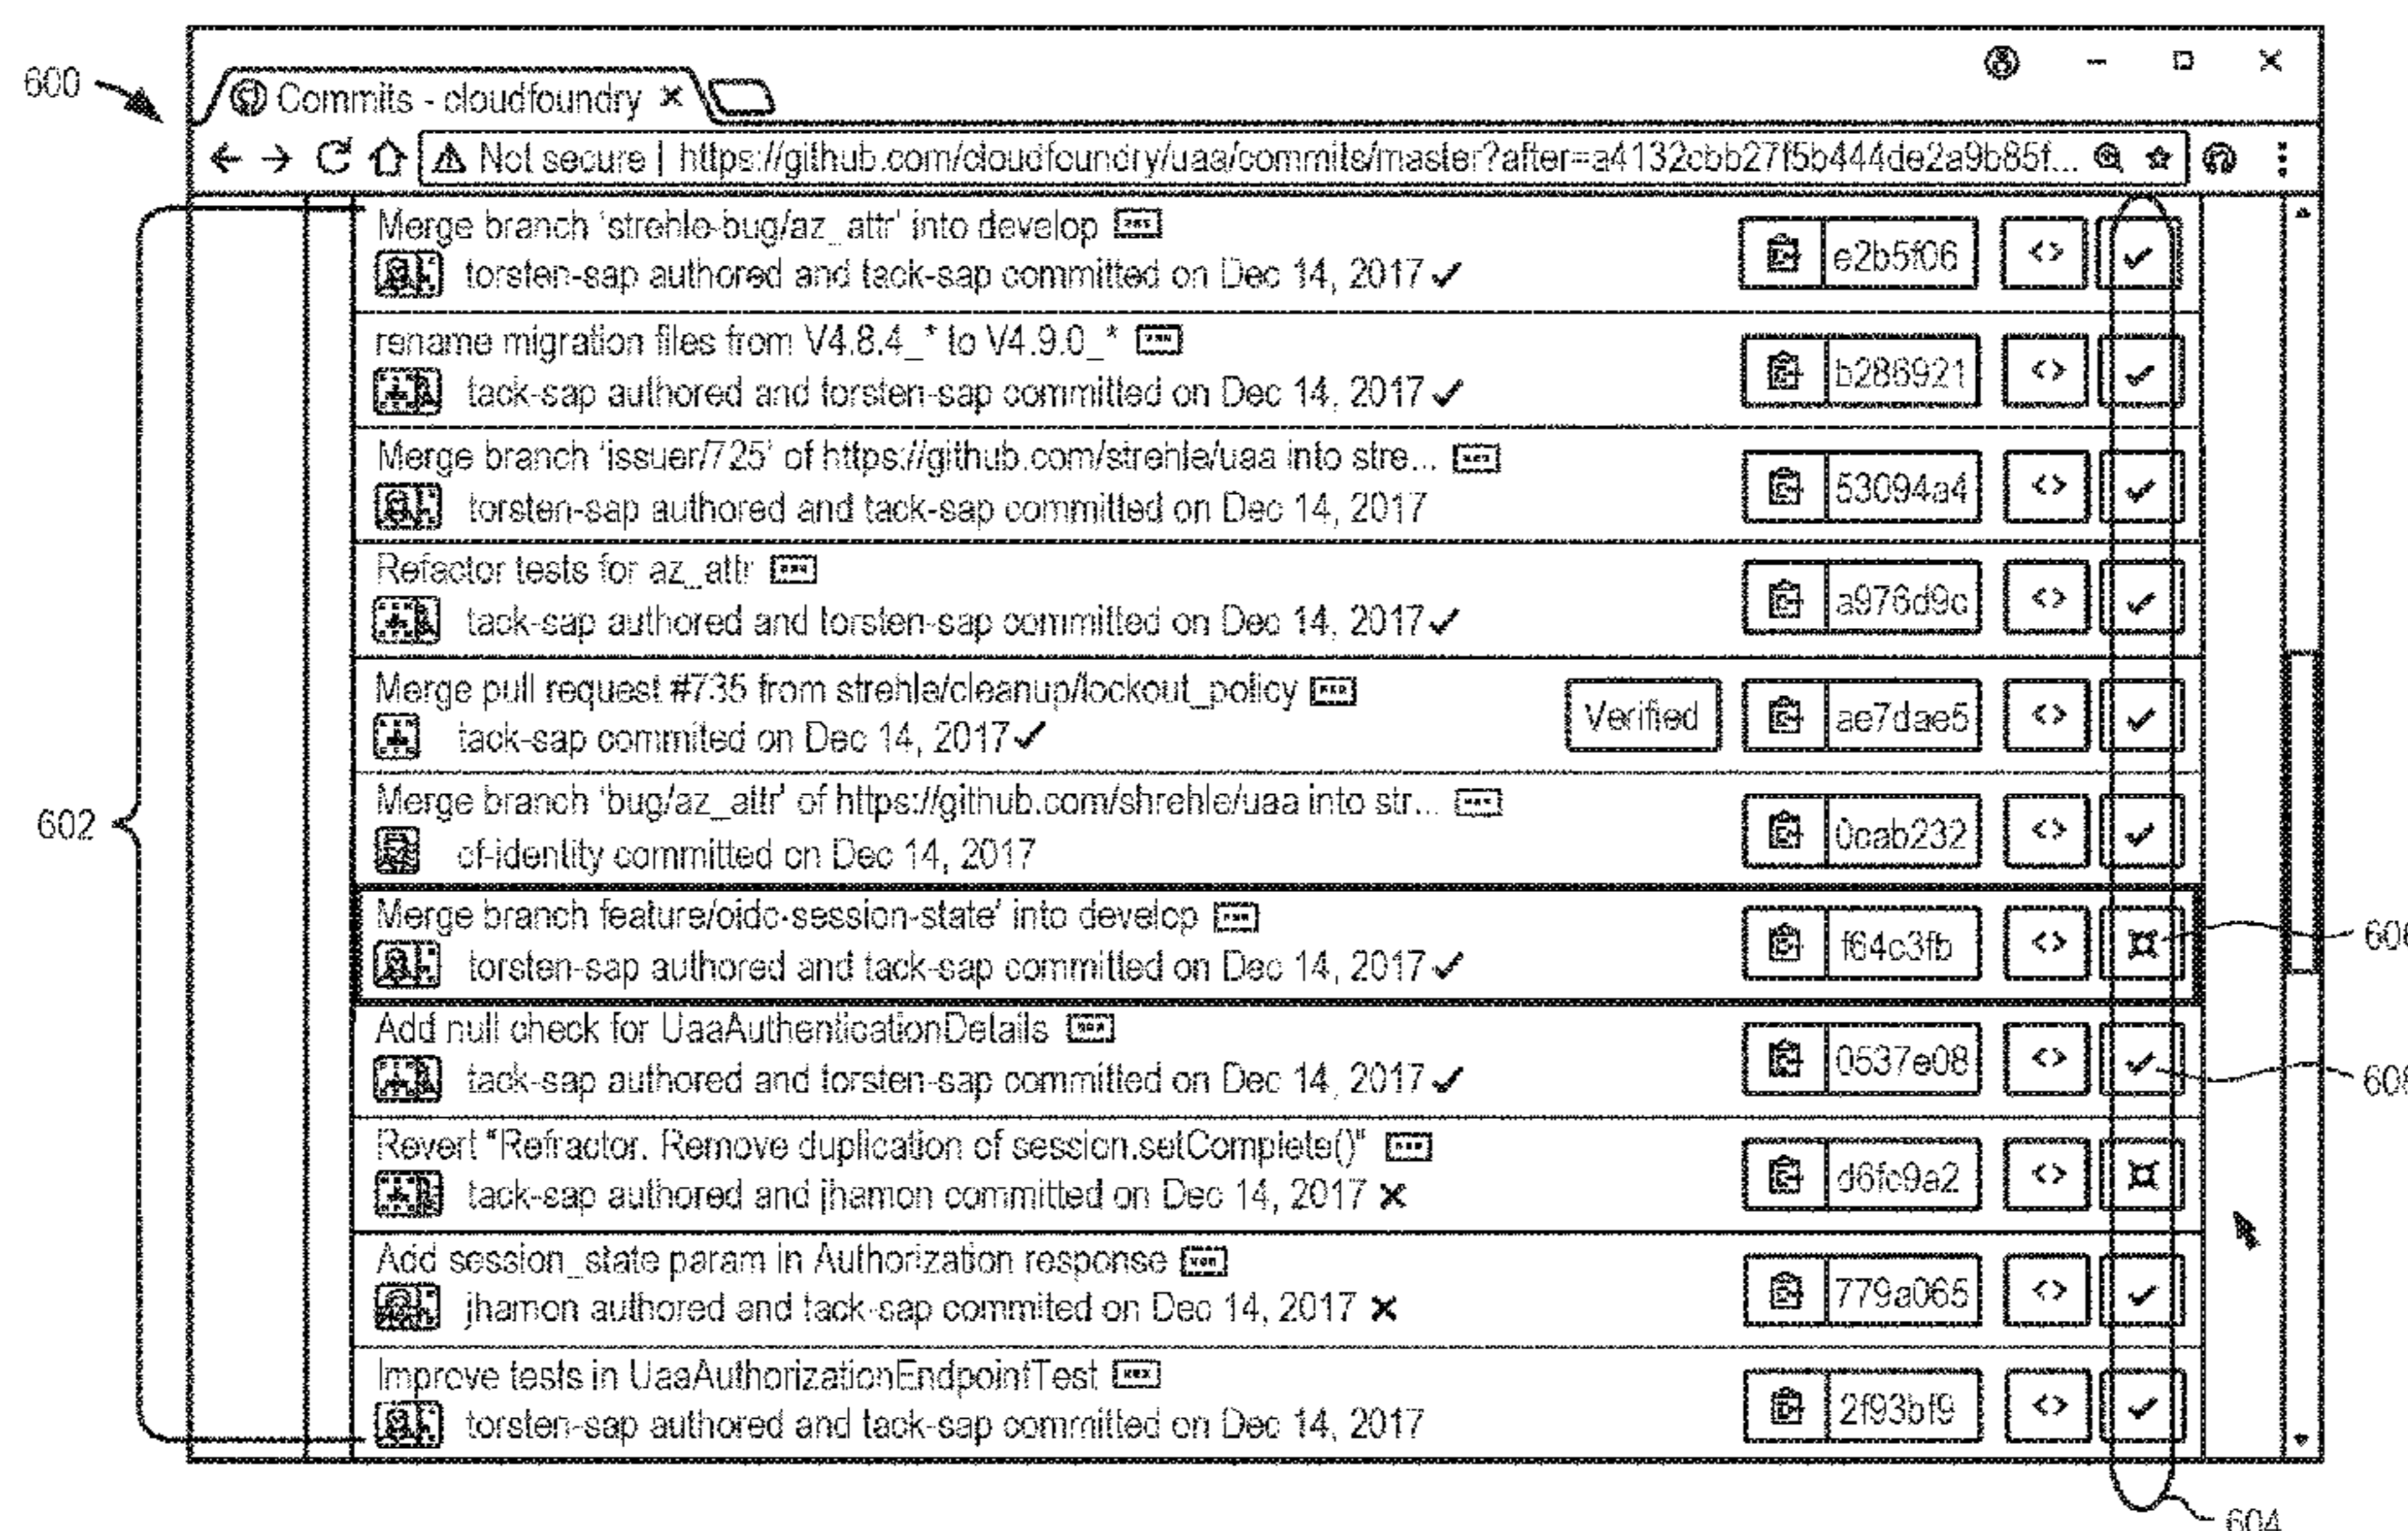 600
Commits - cloudfoundry
Not secure | https://github.com/cloudfoundry/uaa/commits/master?after=a4132cbb27f5b444de2a9b85f...
Merge branch 'strehle-bug/az_attr' into develop
e2b5f06
torsten-sap authored and tack-sap committed on Dec 14, 2017
rename migration files from V4.8.4_* to V4.9.0_*
b286921
tack-sap authored and torsten-sap committed on Dec 14, 2017
Merge branch 'issuer/725' of https://github.com/strehle/uaa into stre...
53094a4
torsten-sap authored and tack-sap committed on Dec 14, 2017
Refactor tests for az_attr
a976d9c
tack-sap authored and torsten-sap committed on Dec 14, 2017
Merge pull request #735 from strehle/cleanup/lockout_policy
Verified
ae7dae5
tack-sap commited on Dec 14, 2017
602
Merge branch 'bug/az_attr' of https://github.com/shrehle/uaa into str...
0cab232
cf-identity committed on Dec 14, 2017
Merge branch feature/oidc-session-state' into develop
f64c3fb
606
torsten-sap authored and tack-sap committed on Dec 14, 2017
Add null check for UaaAuthenticationDetails
0537e08
608
tack-sap authored and torsten-sap committed on Dec 14, 2017
Revert "Refractor. Remove duplication of session.setComplete()"
d6fc9a2
tack-sap authored and jhamon committed on Dec 14, 2017
Add session_state param in Authorization response
779a065
jhamon authored and tack-sap commited on Dec 14, 2017
Improve tests in UaaAuthorizationEndpointTest
2f93bf9
torsten-sap authored and tack-sap committed on Dec 14, 2017
604